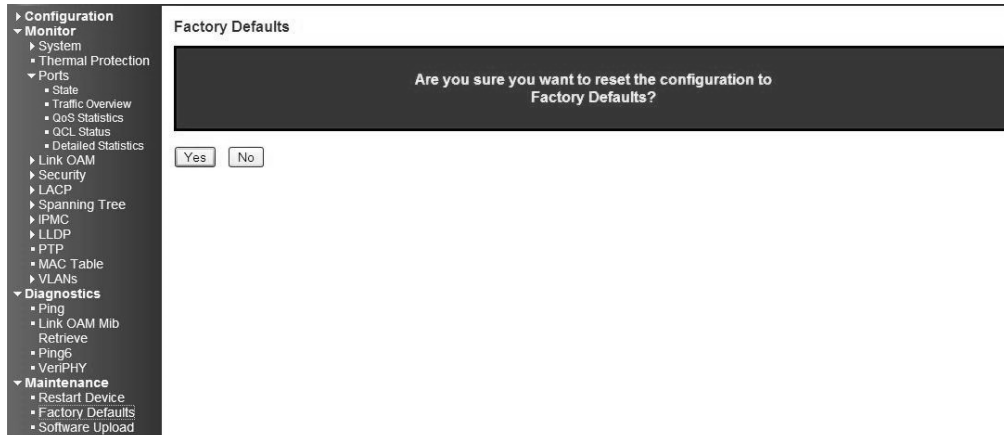 Configuration
Monitor
System
Thermal Protection
Ports
State
Traffic Overview
QoS Statistics
QCL Status
Detailed Statistics
Link OAM
Security
LACP
Spanning Tree
IPMC
LLDP
PTP
MAC Table
VLANs
Diagnostics
Ping
Link OAM Mib
Retrieve
Ping6
VeriPHY
Maintenance
Restart Device
Factory Defaults
Software Upload
Factory Defaults
Are you sure you want to reset the configuration to
Factory Defaults?
Yes No